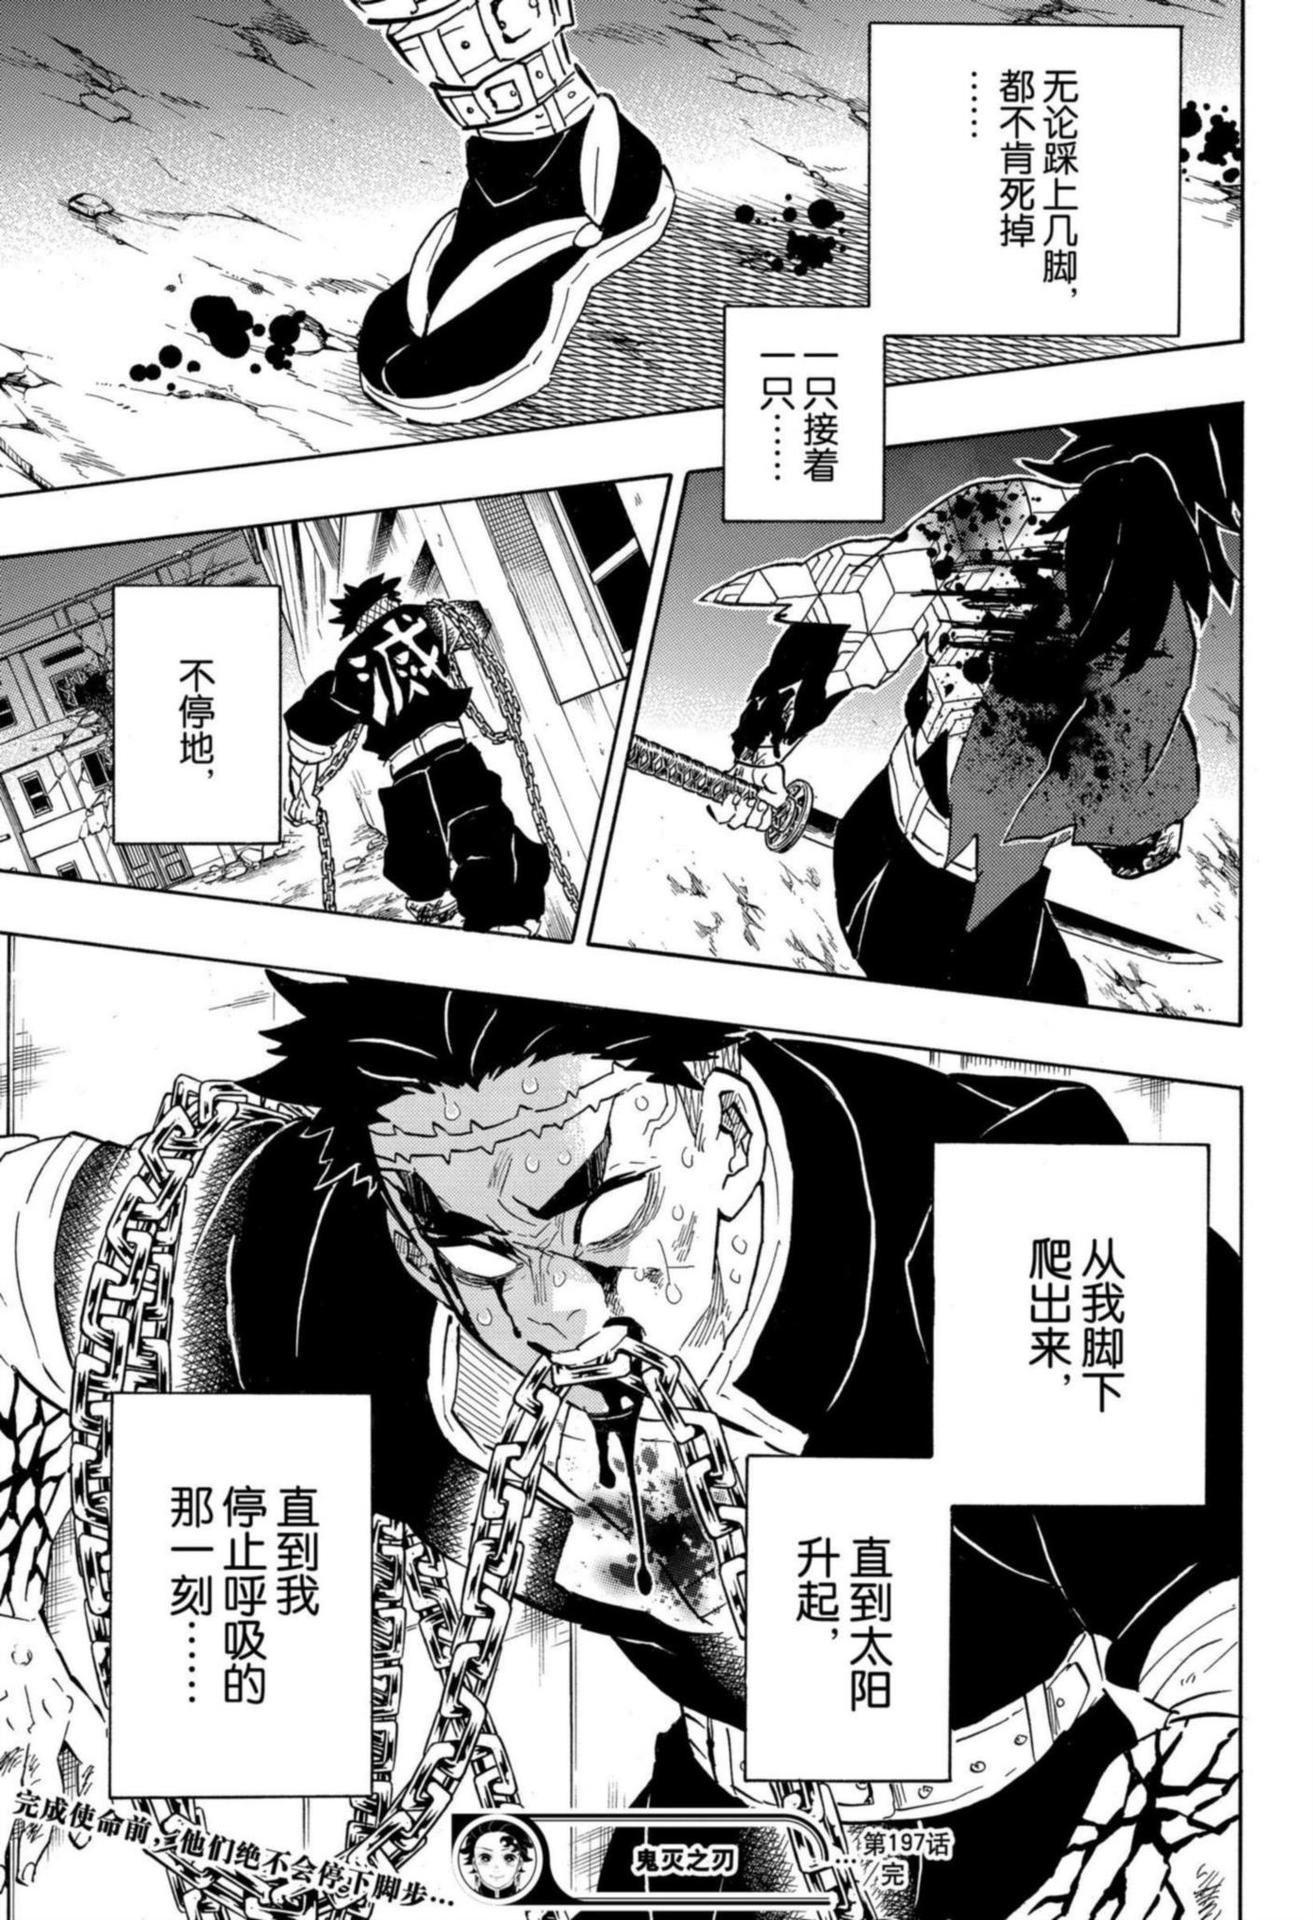 无论踩上几脚，
都不肯死掉
……
一只接着
一只……
不停地，
从我脚下
爬出来，
直到太阳
升起，
直到我
停止呼吸的
那一刻……
完成使命前，他们绝不会停下脚步…
鬼灭之刃
…第197话
完